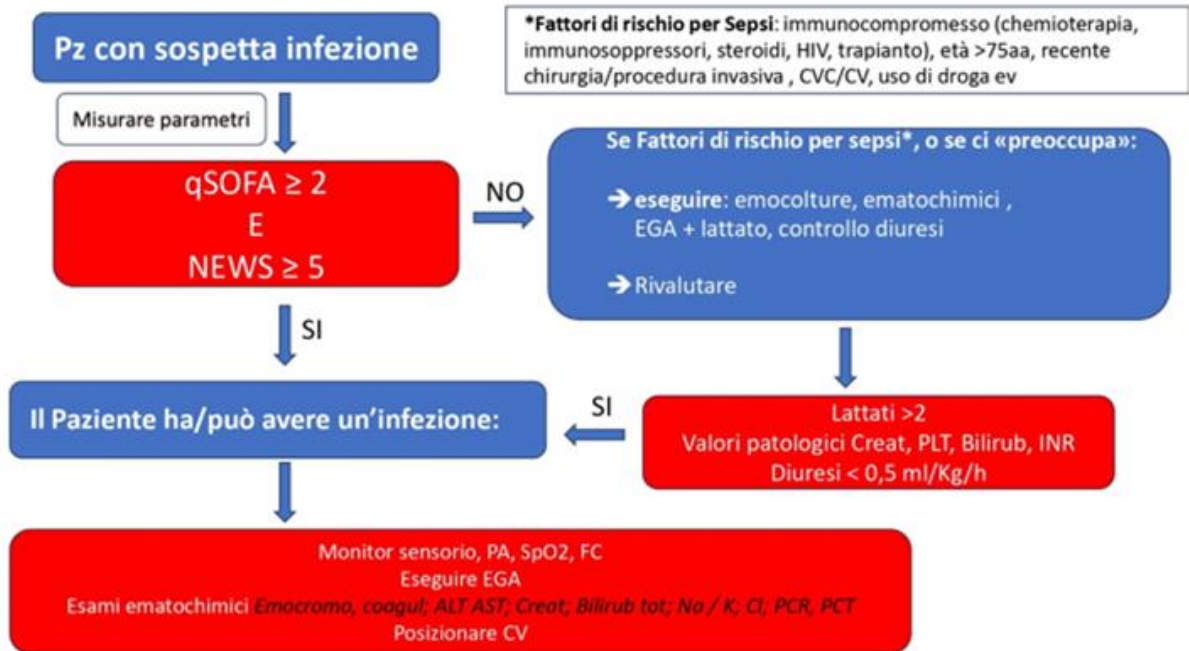 Pz con sospetta infezione
*Fattori di rischio per Sepsi: immunocompromesso (chemioterapia,
immunosoppressori, steroidi, HIV, trapianto), età >75aa, recente
chirurgia/procedura invasiva , CVC/CV, uso di droga ev
Misurare parametri
qSOFA ≥ 2
E
NEWS ≥ 5
NO
Se Fattori di rischio per sepsi*, o se ci «preoccupa»:
➔ eseguire: emocolture, ematochimici ,
EGA + lattato, controllo diuresi
➔ Rivalutare
SI
Il Paziente ha/può avere un’infezione:
SI
Lattati >2
Valori patologici Creat, PLT, Bilirub, INR
Diuresi < 0,5 ml/Kg/h
Monitor sensorio, PA, SpO2, FC
Eseguire EGA
Esami ematochimici Emocromo, coagul; ALT AST; Creat; Bilirub tot; Na / K; Cl; PCR, PCT
Posizionare CV